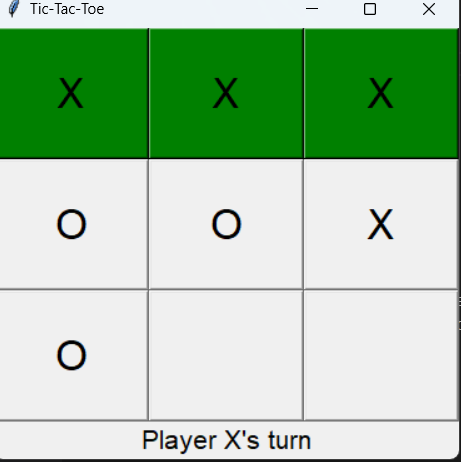 Tic-Tac-Toe
X X X
O O X
O
Player X's turn